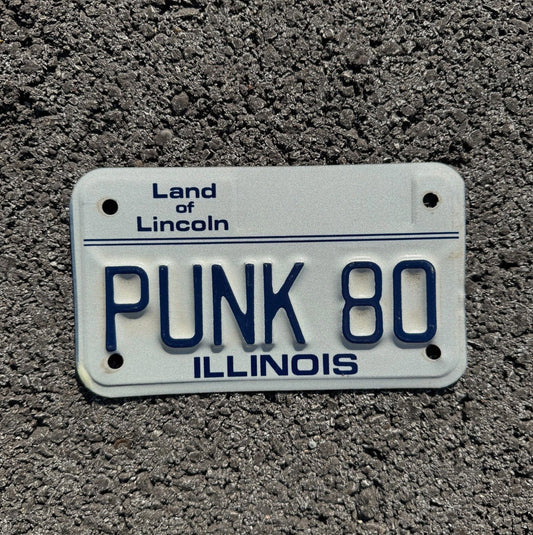 Land
of
Lincoln
PUNK 80
ILLINOIS